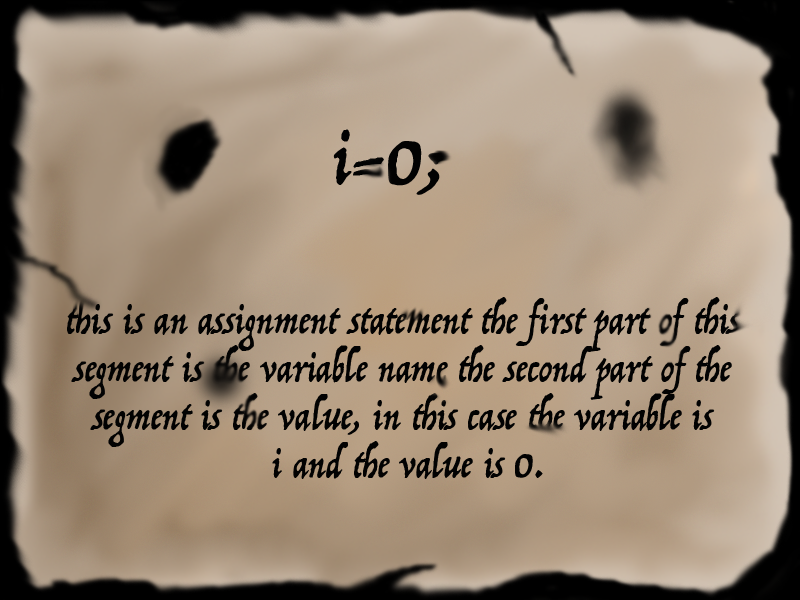 i=0;
this is an assignment statement the first part of this
segment is the variable name the second part of the
segment is the value, in this case the variable is
i and the value is 0.